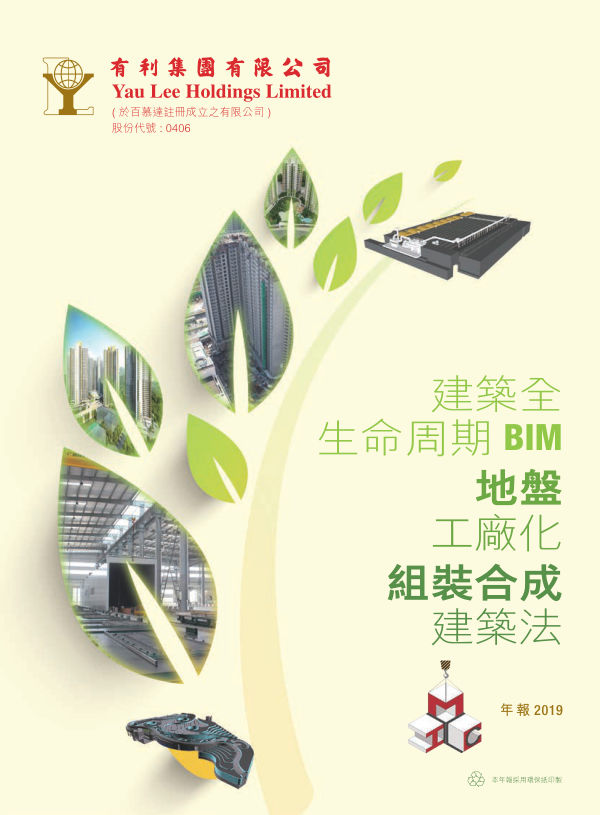 有利集團有限公司
Yau Lee Holdings Limited
(於百慕達註冊成立之有限公司)
股份代號 : 0406
建築全
生命周期 BIM
地盤
工廠化
組裝合成
建築法
M
I C
年報 2019
本年報採用環保紙印製